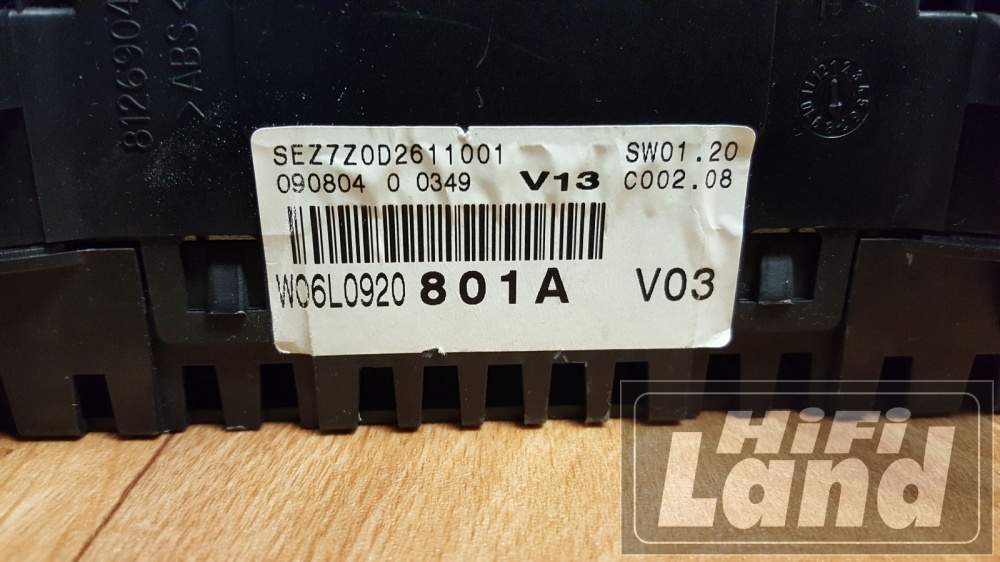 8126904
>ABS
SEZ7Z0D2611001 SW01.20
090804 0 0349 V13 C002.08
W06L0920 801A V03
HiFi
Land